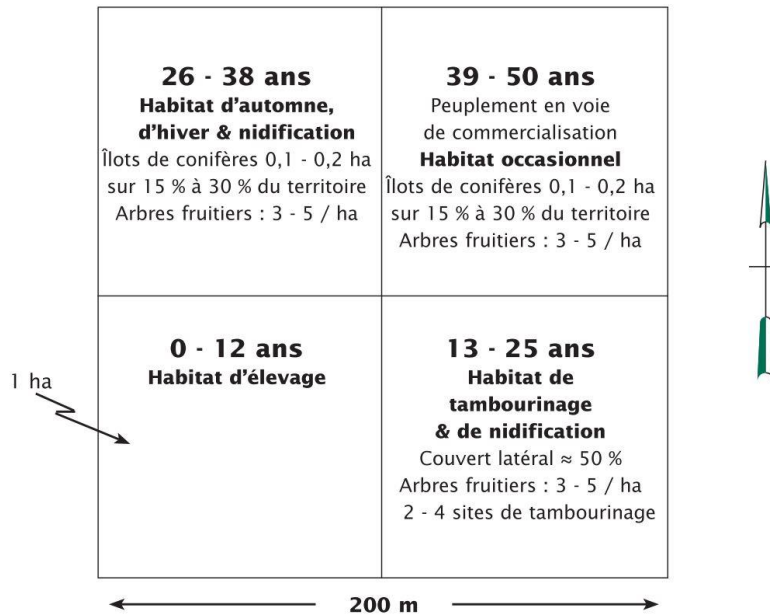 26 - 38 ans
Habitat d'automne,
d'hiver & nidification
Îlots de conifères 0,1 - 0,2 ha
sur 15 % à 30 % du territoire
Arbres fruitiers : 3 - 5 / ha
39 - 50 ans
Peuplement en voie
de commercialisation
Habitat occasionnel
Îlots de conifères 0,1 - 0,2 ha
sur 15 % à 30 % du territoire
Arbres fruitiers : 3 - 5 / ha
1 ha
0 - 12 ans
Habitat d'élevage
13 - 25 ans
Habitat de
tambourinage
& de nidification
Couvert latéral ≈ 50 %
Arbres fruitiers : 3 - 5 / ha
2 - 4 sites de tambourinage
200 m